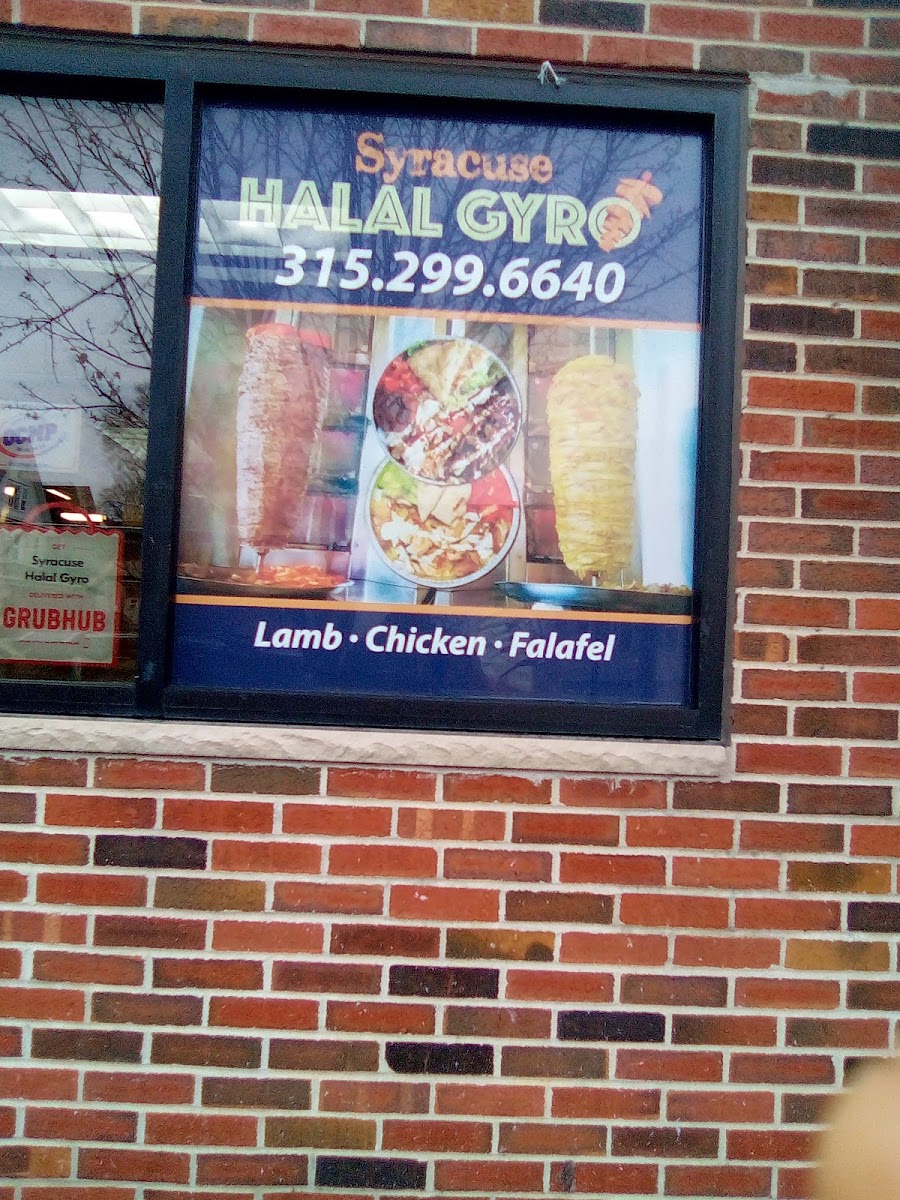 Syracuse
HALAL GYRO
315.299.6640
Lamb • Chicken • Falafel
GET
Syracuse
Halal Gyro
DELIVERED WITH
GRUBHUB